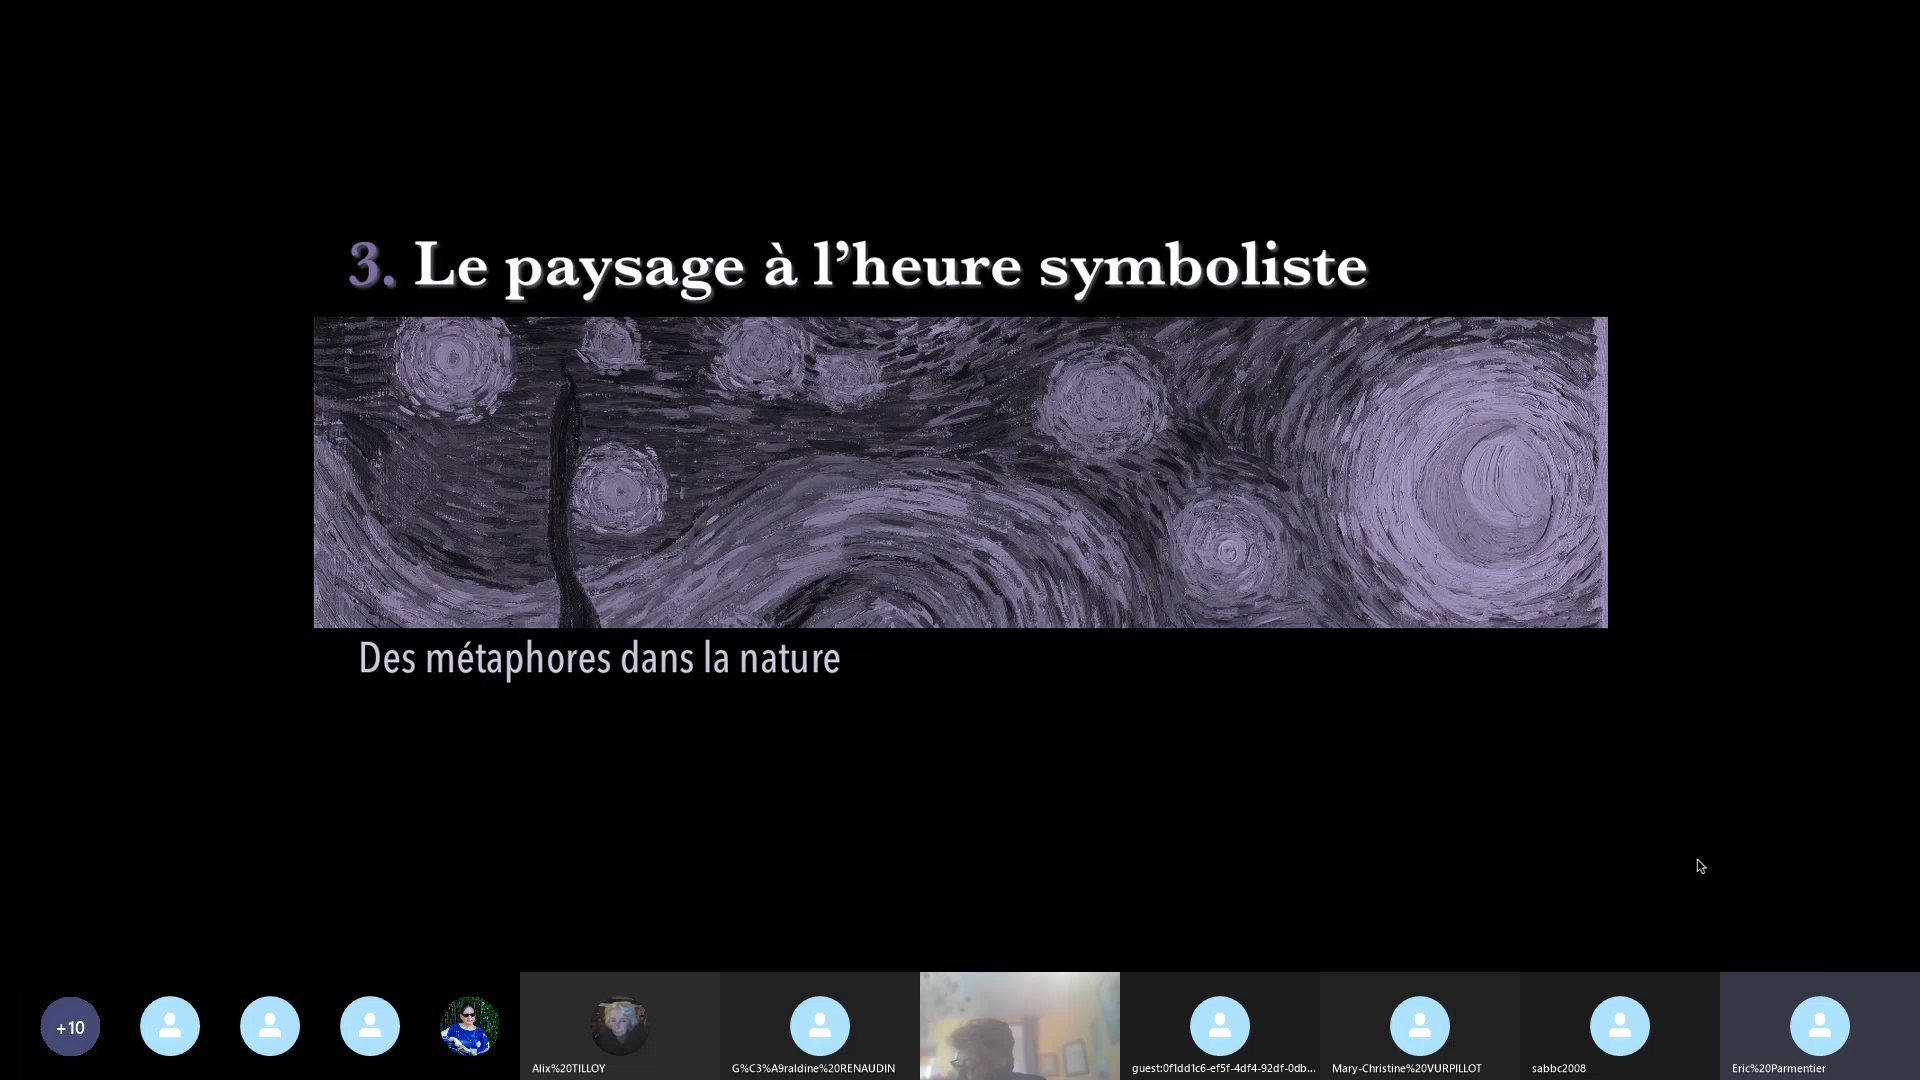 3. Le paysage à l’heure symboliste
Des métaphores dans la nature
+10
Alix%20TILLOY
G%C3%A9raldine%20RENAUDIN
guest:0f1dd1c6-ef5f-4df4-92df-0db...
Mary-Christine%20VURPILLOT
sabbc2008
Eric%20Parmentier